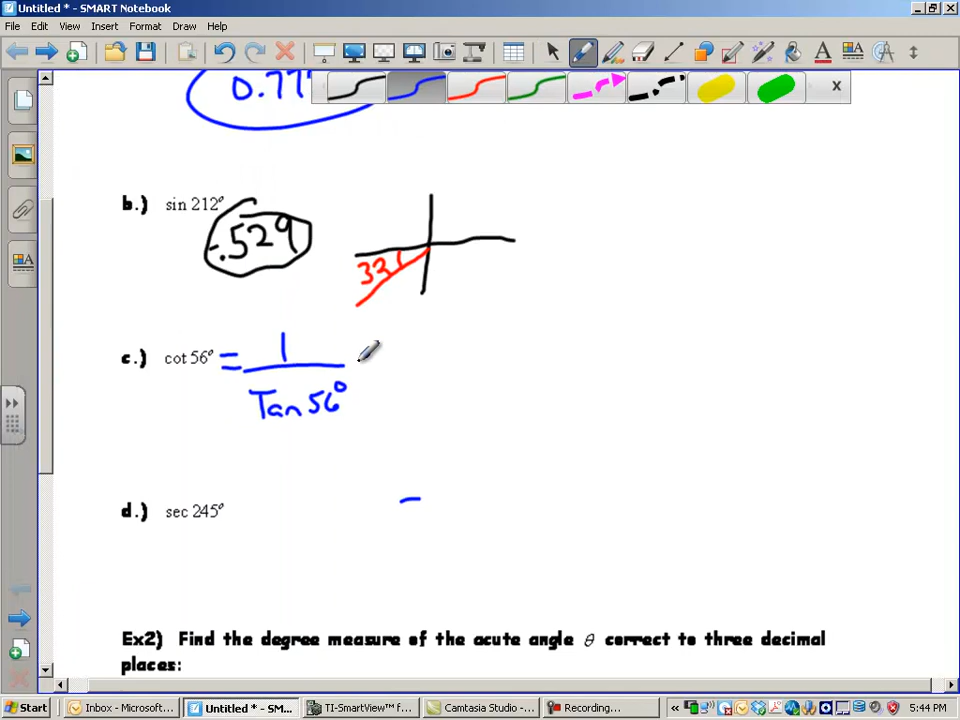 Untitled * - SMART Notebook
File Edit View Insert Format Draw Help
0.77
x
b.) sin 212°
-.529
32
c.) cot 56° = 1
Tan 56°
-
d.) sec 245°
Ex2) Find the degree measure of the acute angle θ correct to three decimal
places:
Start Inbox - Microsoft O... Untitled * - SM... TI-SmartView™ f... Camtasia Studio - ... Recording... 5:44 PM